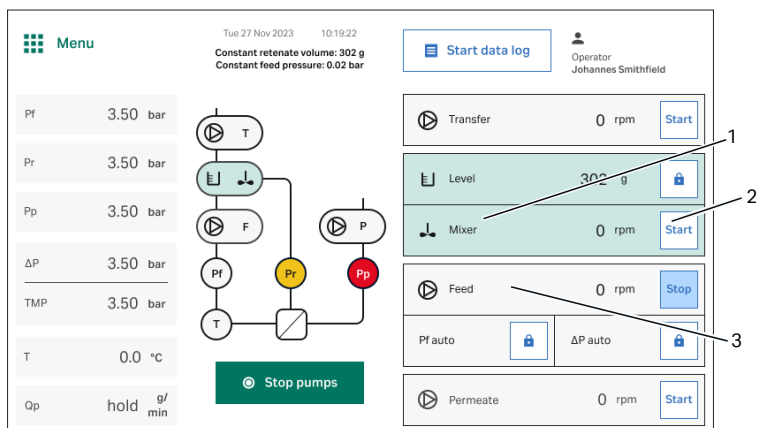 Menu
Tue 27 Nov 2023 10:19:22
Constant retenate volume: 302 g
Constant feed pressure: 0.02 bar
Start data log
Operator
Johannes Smithfield
Pf 3.50 bar
Pr 3.50 bar
Pp 3.50 bar
ΔP 3.50 bar
TMP 3.50 bar
T 0.0 °C
Qp hold g/
min
T
F
P
Pf
Pr
Pp
T
Stop pumps
Transfer 0 rpm Start
Level 302 g
Mixer 0 rpm Start
Feed 0 rpm Stop
Pf auto
ΔP auto
Permeate 0 rpm Start
1
2
3